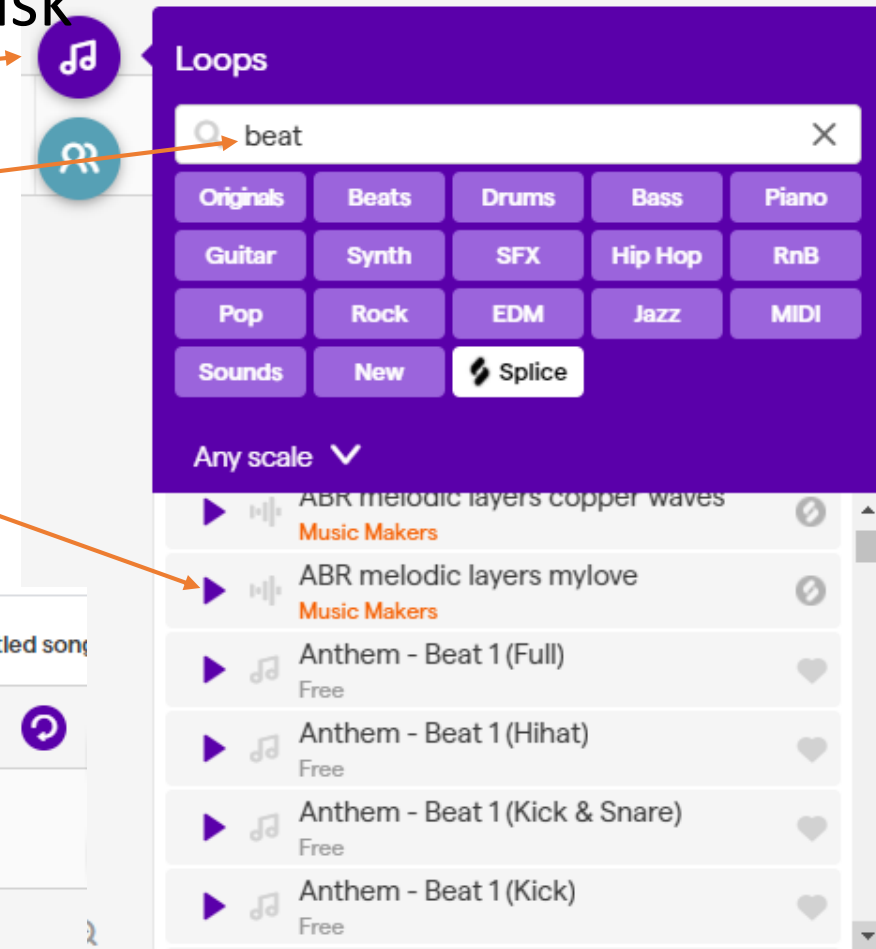 Loops
beat
Originals Beats Drums Bass Piano
Guitar Synth SFX Hip Hop RnB
Pop Rock EDM Jazz MIDI
Sounds New Splice
Any scale
ABR melodic layers copper waves
Music Makers
ABR melodic layers mylove
Music Makers
tled song
Anthem - Beat 1 (Full)
Free
Anthem - Beat 1 (Hihat)
Free
Anthem - Beat 1 (Kick & Snare)
Free
Anthem - Beat 1 (Kick)
Free